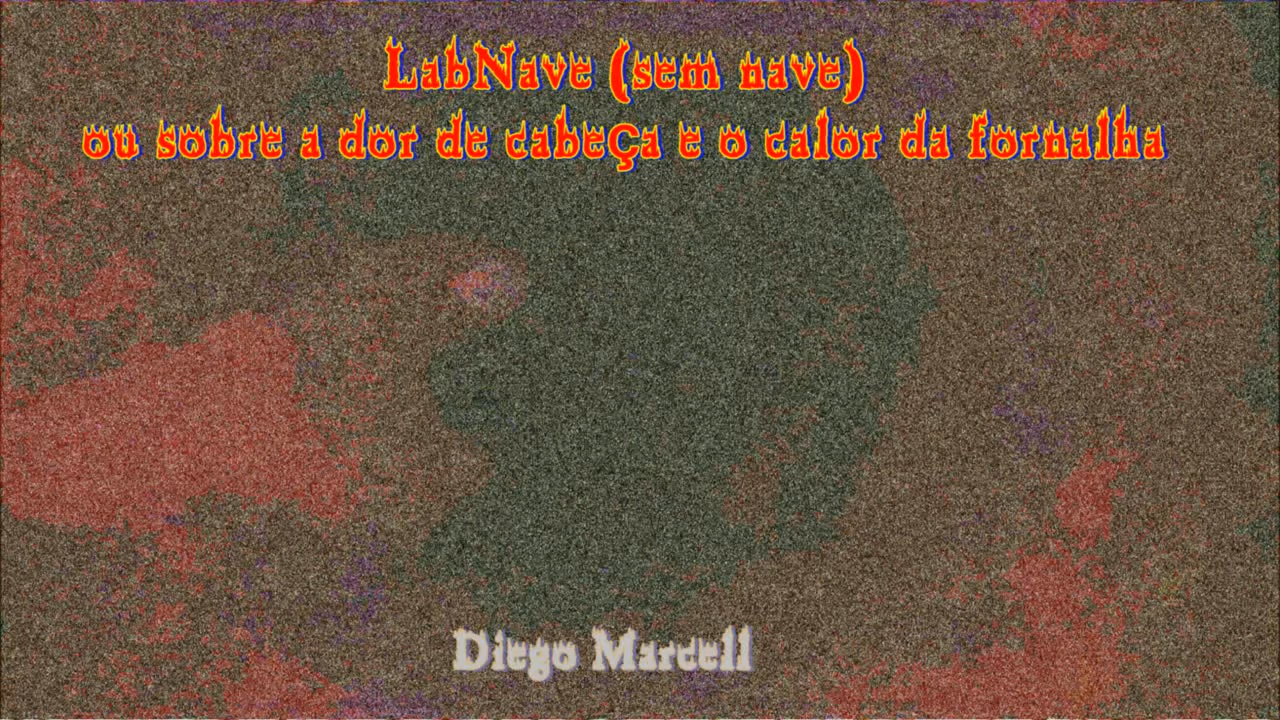 LabNave (sem nave)
ou sobre a dor de cabeça e o calor da fornalha
Diego Marcell